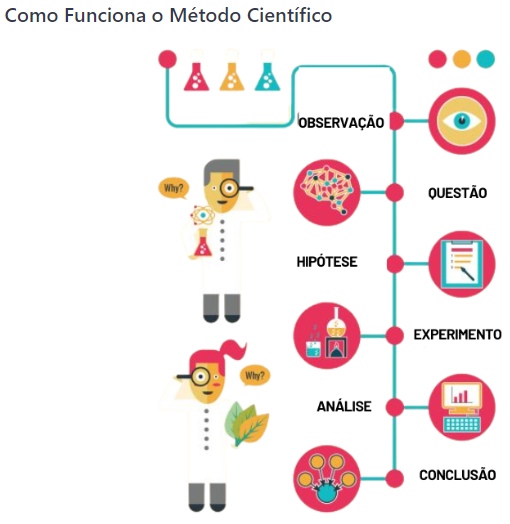 Como Funciona o Método Científico
OBSERVAÇÃO
Why?
QUESTÃO
HIPÓTESE
EXPERIMENTO
Why?
ANÁLISE
CONCLUSÃO